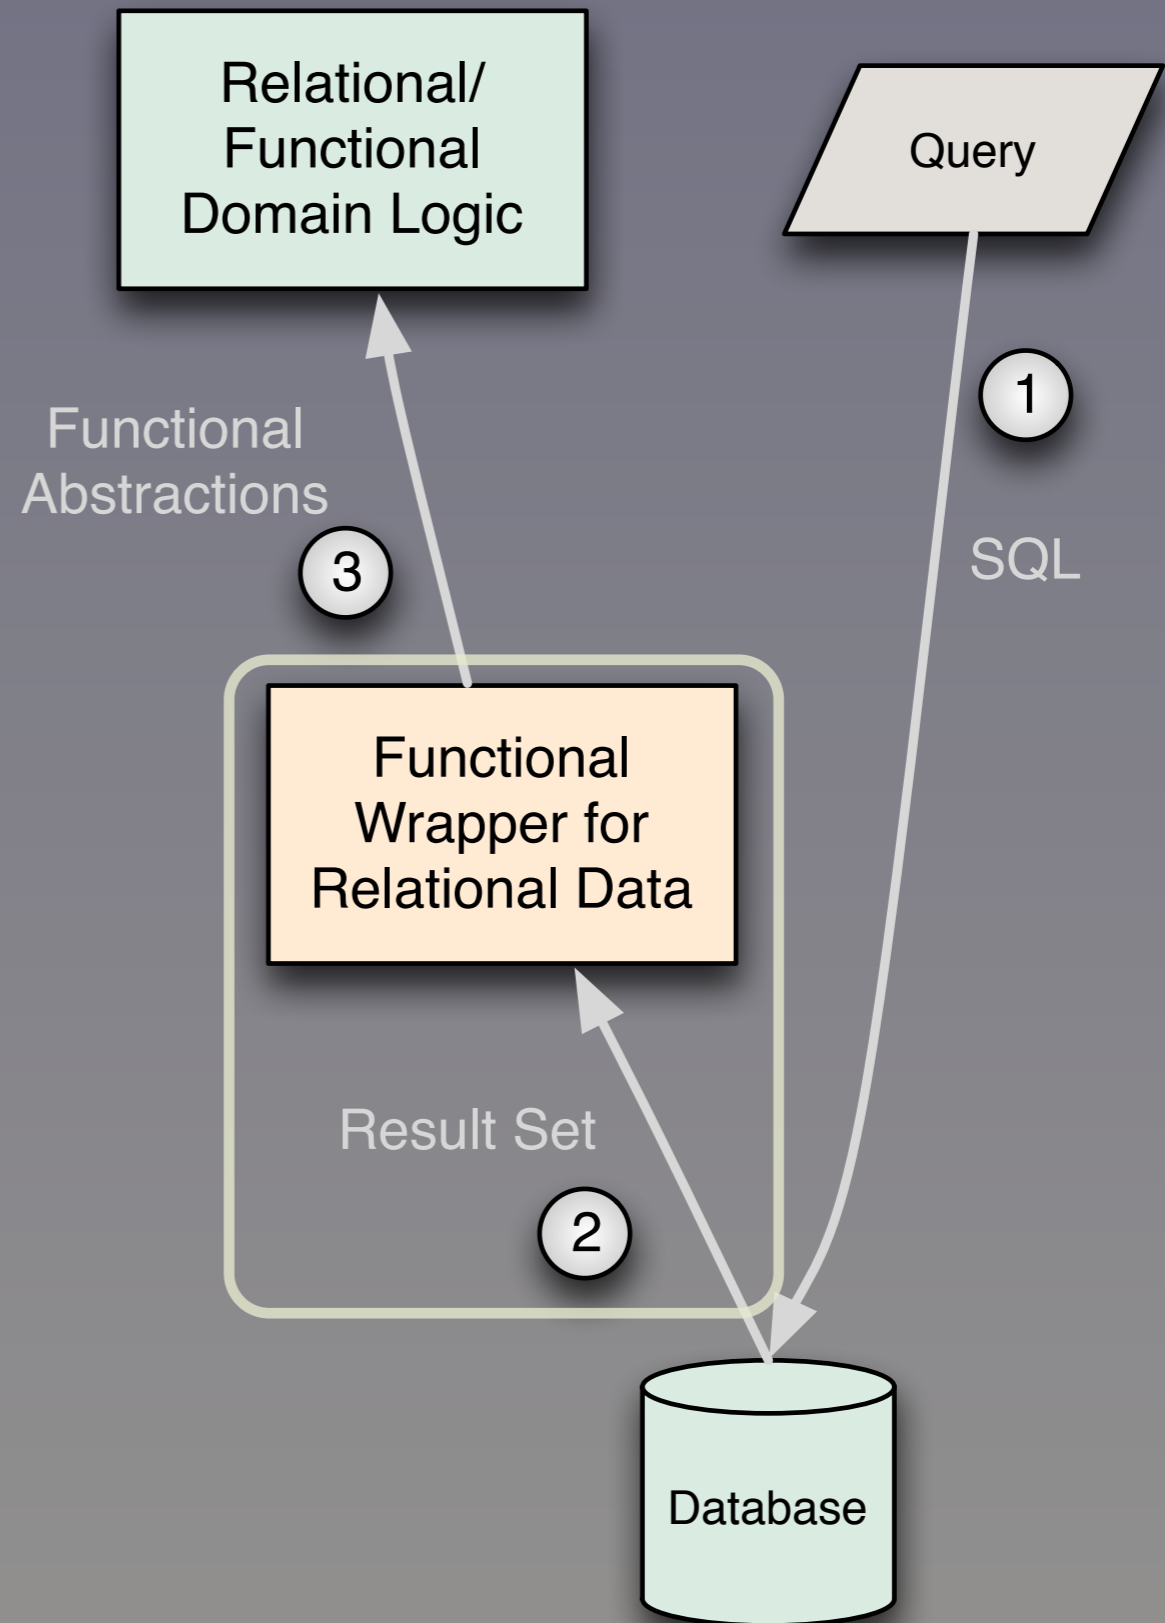 Relational/
Functional
Domain Logic
Query
1
Functional
Abstractions
3
SQL
Functional
Wrapper for
Relational Data
Result Set
2
Database